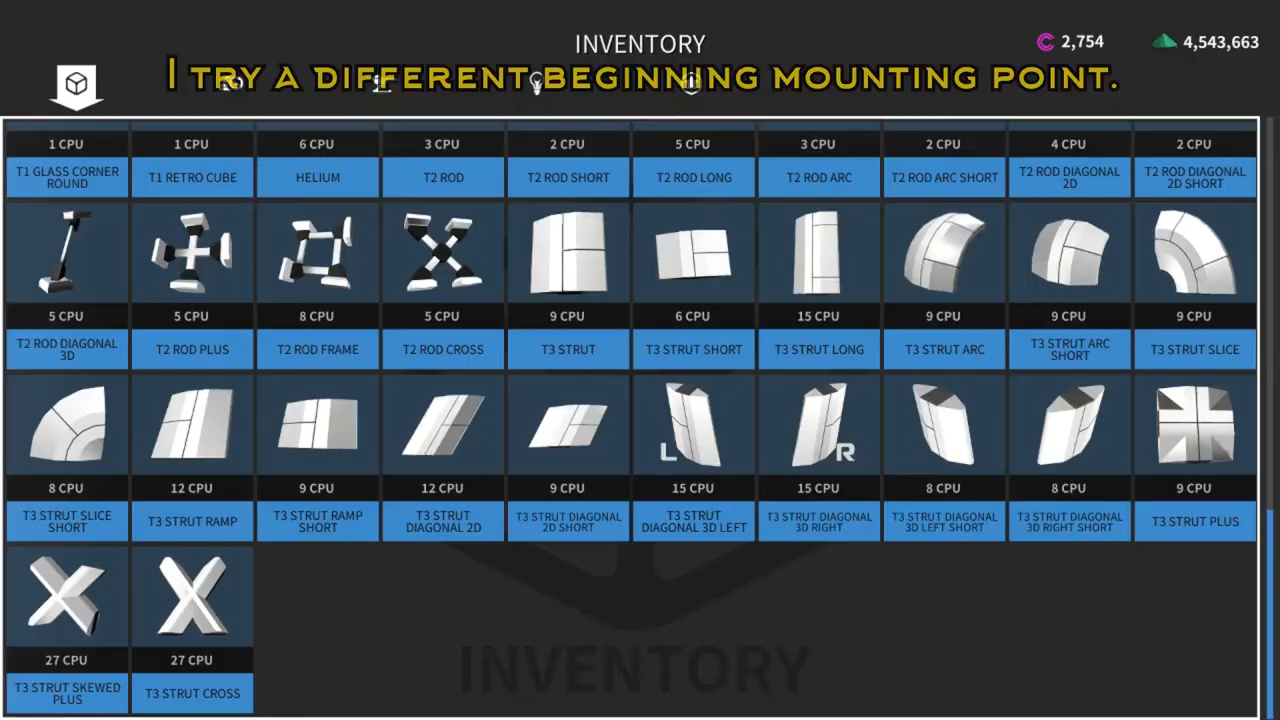 INVENTORY
2,754
4,543,663
I TRY A DIFFERENT BEGINNING MOUNTING POINT.
1 CPU 1 CPU 6 CPU 3 CPU 2 CPU 5 CPU 3 CPU 2 CPU 4 CPU 2 CPU
T1 GLASS CORNER ROUND
T1 RETRO CUBE
HELIUM
T2 ROD
T2 ROD SHORT
T2 ROD LONG
T2 ROD ARC
T2 ROD ARC SHORT
T2 ROD DIAGONAL 2D
T2 ROD DIAGONAL 2D SHORT
5 CPU 5 CPU 8 CPU 5 CPU 9 CPU 6 CPU 15 CPU 9 CPU 9 CPU 9 CPU
T2 ROD DIAGONAL 3D
T2 ROD PLUS
T2 ROD FRAME
T2 ROD CROSS
T3 STRUT
T3 STRUT SHORT
T3 STRUT LONG
T3 STRUT ARC
T3 STRUT ARC SHORT
T3 STRUT SLICE
L
R
8 CPU 12 CPU 9 CPU 12 CPU 9 CPU 15 CPU 15 CPU 8 CPU 8 CPU 9 CPU
T3 STRUT SLICE SHORT
T3 STRUT RAMP
T3 STRUT RAMP SHORT
T3 STRUT DIAGONAL 2D
T3 STRUT DIAGONAL 2D SHORT
T3 STRUT DIAGONAL 3D LEFT
T3 STRUT DIAGONAL 3D RIGHT
T3 STRUT DIAGONAL 3D LEFT SHORT
T3 STRUT DIAGONAL 3D RIGHT SHORT
T3 STRUT PLUS
27 CPU 27 CPU
T3 STRUT SKEWED PLUS
T3 STRUT CROSS
INVENTORY